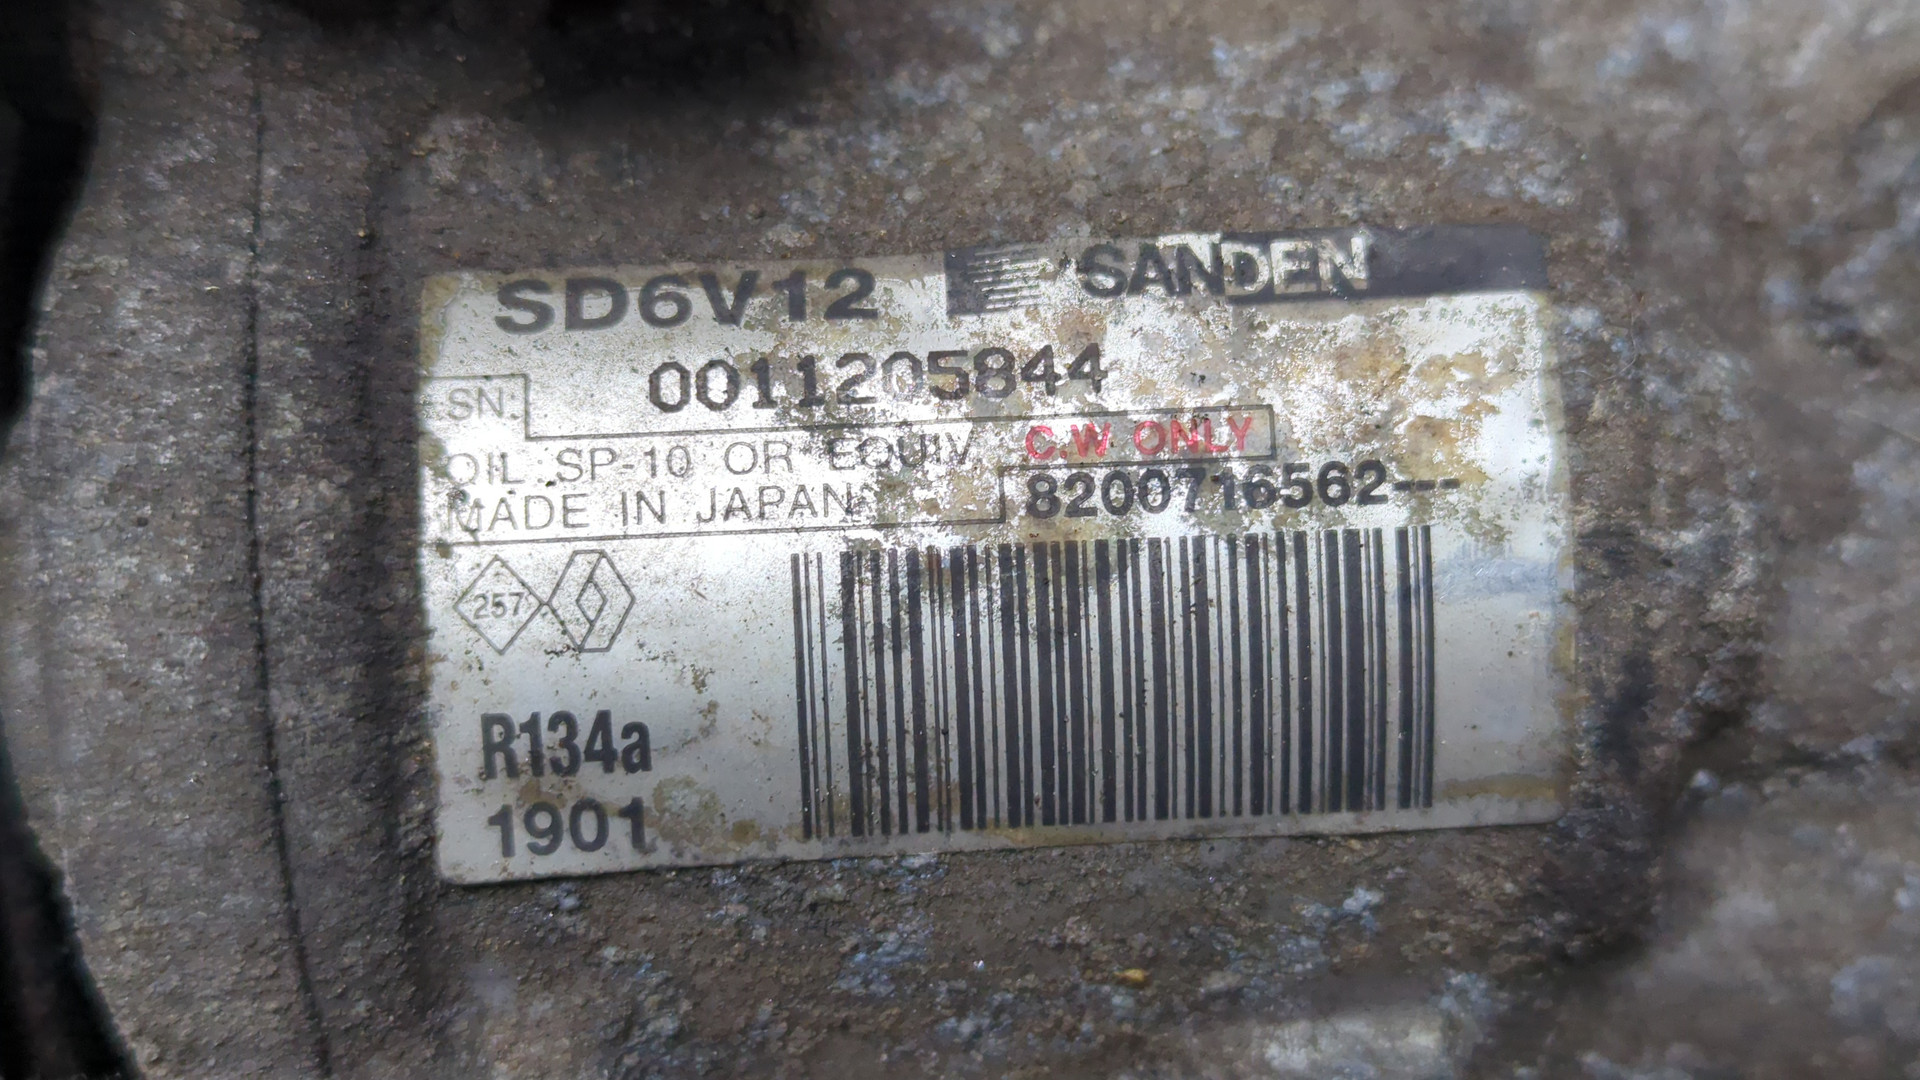 SD6V12 SANDEN
SN. 0011205844
OIL :SP-10 OR EQUIV. C.W ONLY
MADE IN JAPAN 8200716562---
257
R134a
1901